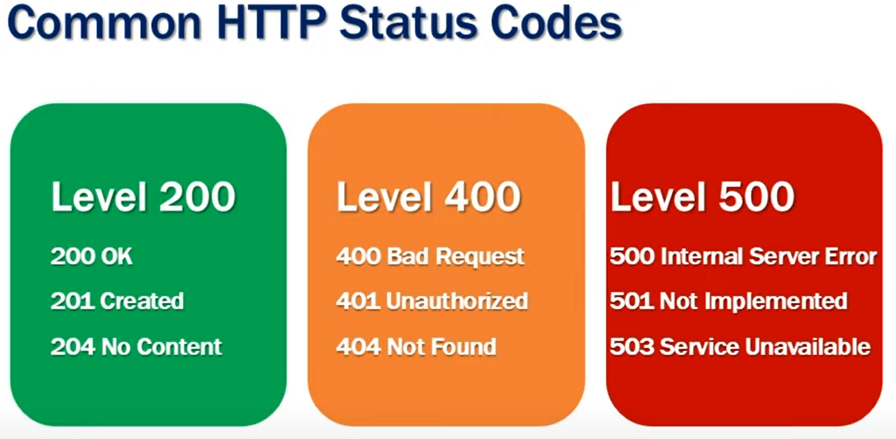 Common HTTP Status Codes
Level 200
200 OK
201 Created
204 No Content
Level 400
400 Bad Request
401 Unauthorized
404 Not Found
Level 500
500 Internal Server Error
501 Not Implemented
503 Service Unavailable